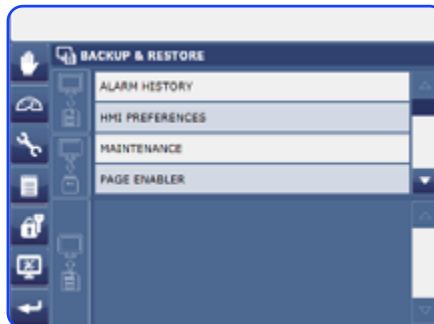 BACKUP & RESTORE
ALARM HISTORY
HMI PREFERENCES
MAINTENANCE
PAGE ENABLER